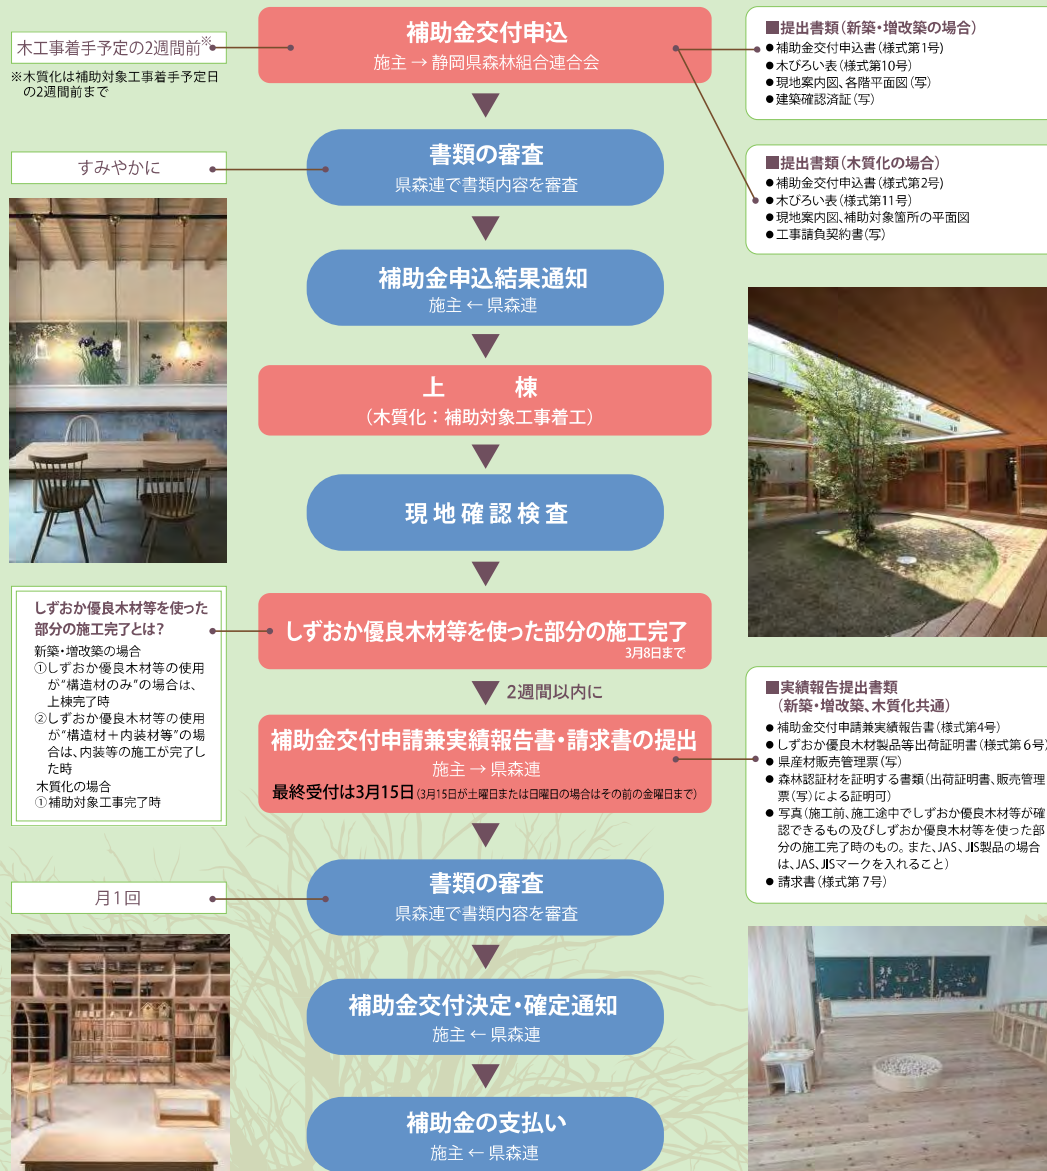 木工事着手予定の2週間前※
※木質化は補助対象工事着手予定日
の2週間前まで
補助金交付申込
施主 → 静岡県森林組合連合会
■提出書類(新築・増改築の場合)
●補助金交付申込書(様式第1号)
●木びろい表(様式第10号)
●現地案内図、各階平面図(写)
●建築確認済証(写)
■提出書類(木質化の場合)
●補助金交付申込書(様式第2号)
●木びろい表(様式第11号)
●現地案内図、補助対象箇所の平面図
●工事請負契約書(写)
すみやかに
書類の審査
県森連で書類内容を審査
補助金申込結果通知
施主 ← 県森連
上 棟
(木質化:補助対象工事着工)
現地確認検査
しずおか優良木材等を使った
部分の施工完了とは?
新築・増改築の場合
①しずおか優良木材等の使用
が“構造材のみ”の場合は、
上棟完了時
②しずおか優良木材等の使用
が“構造材+内装材等”の場
合は、内装等の施工が完了し
た時
木質化の場合
①補助対象工事完了時
しずおか優良木材等を使った部分の施工完了
3月8日まで
2週間以内に
補助金交付申請兼実績報告書・請求書の提出
施主 → 県森連
最終受付は3月15日(3月15日が土曜日または日曜日の場合はその前の金曜日まで)
■実績報告提出書類
(新築・増改築、木質化共通)
●補助金交付申請兼実績報告書(様式第4号)
●しずおか優良木材製品等出荷証明書(様式第6号)
●県産材販売管理票(写)
●森林認証材を証明する書類(出荷証明書、販売管理
票(写)による証明可)
●写真(施工前、施工途中でしずおか優良木材等が確
認できるもの及びしずおか優良木材等を使った部
分の施工完了時のもの。また、JAS、JIS製品の場合
は、JAS、JISマークを入れること)
●請求書(様式第7号)
月1回
書類の審査
県森連で書類内容を審査
補助金交付決定・確定通知
施主 ← 県森連
補助金の支払い
施主 ← 県森連